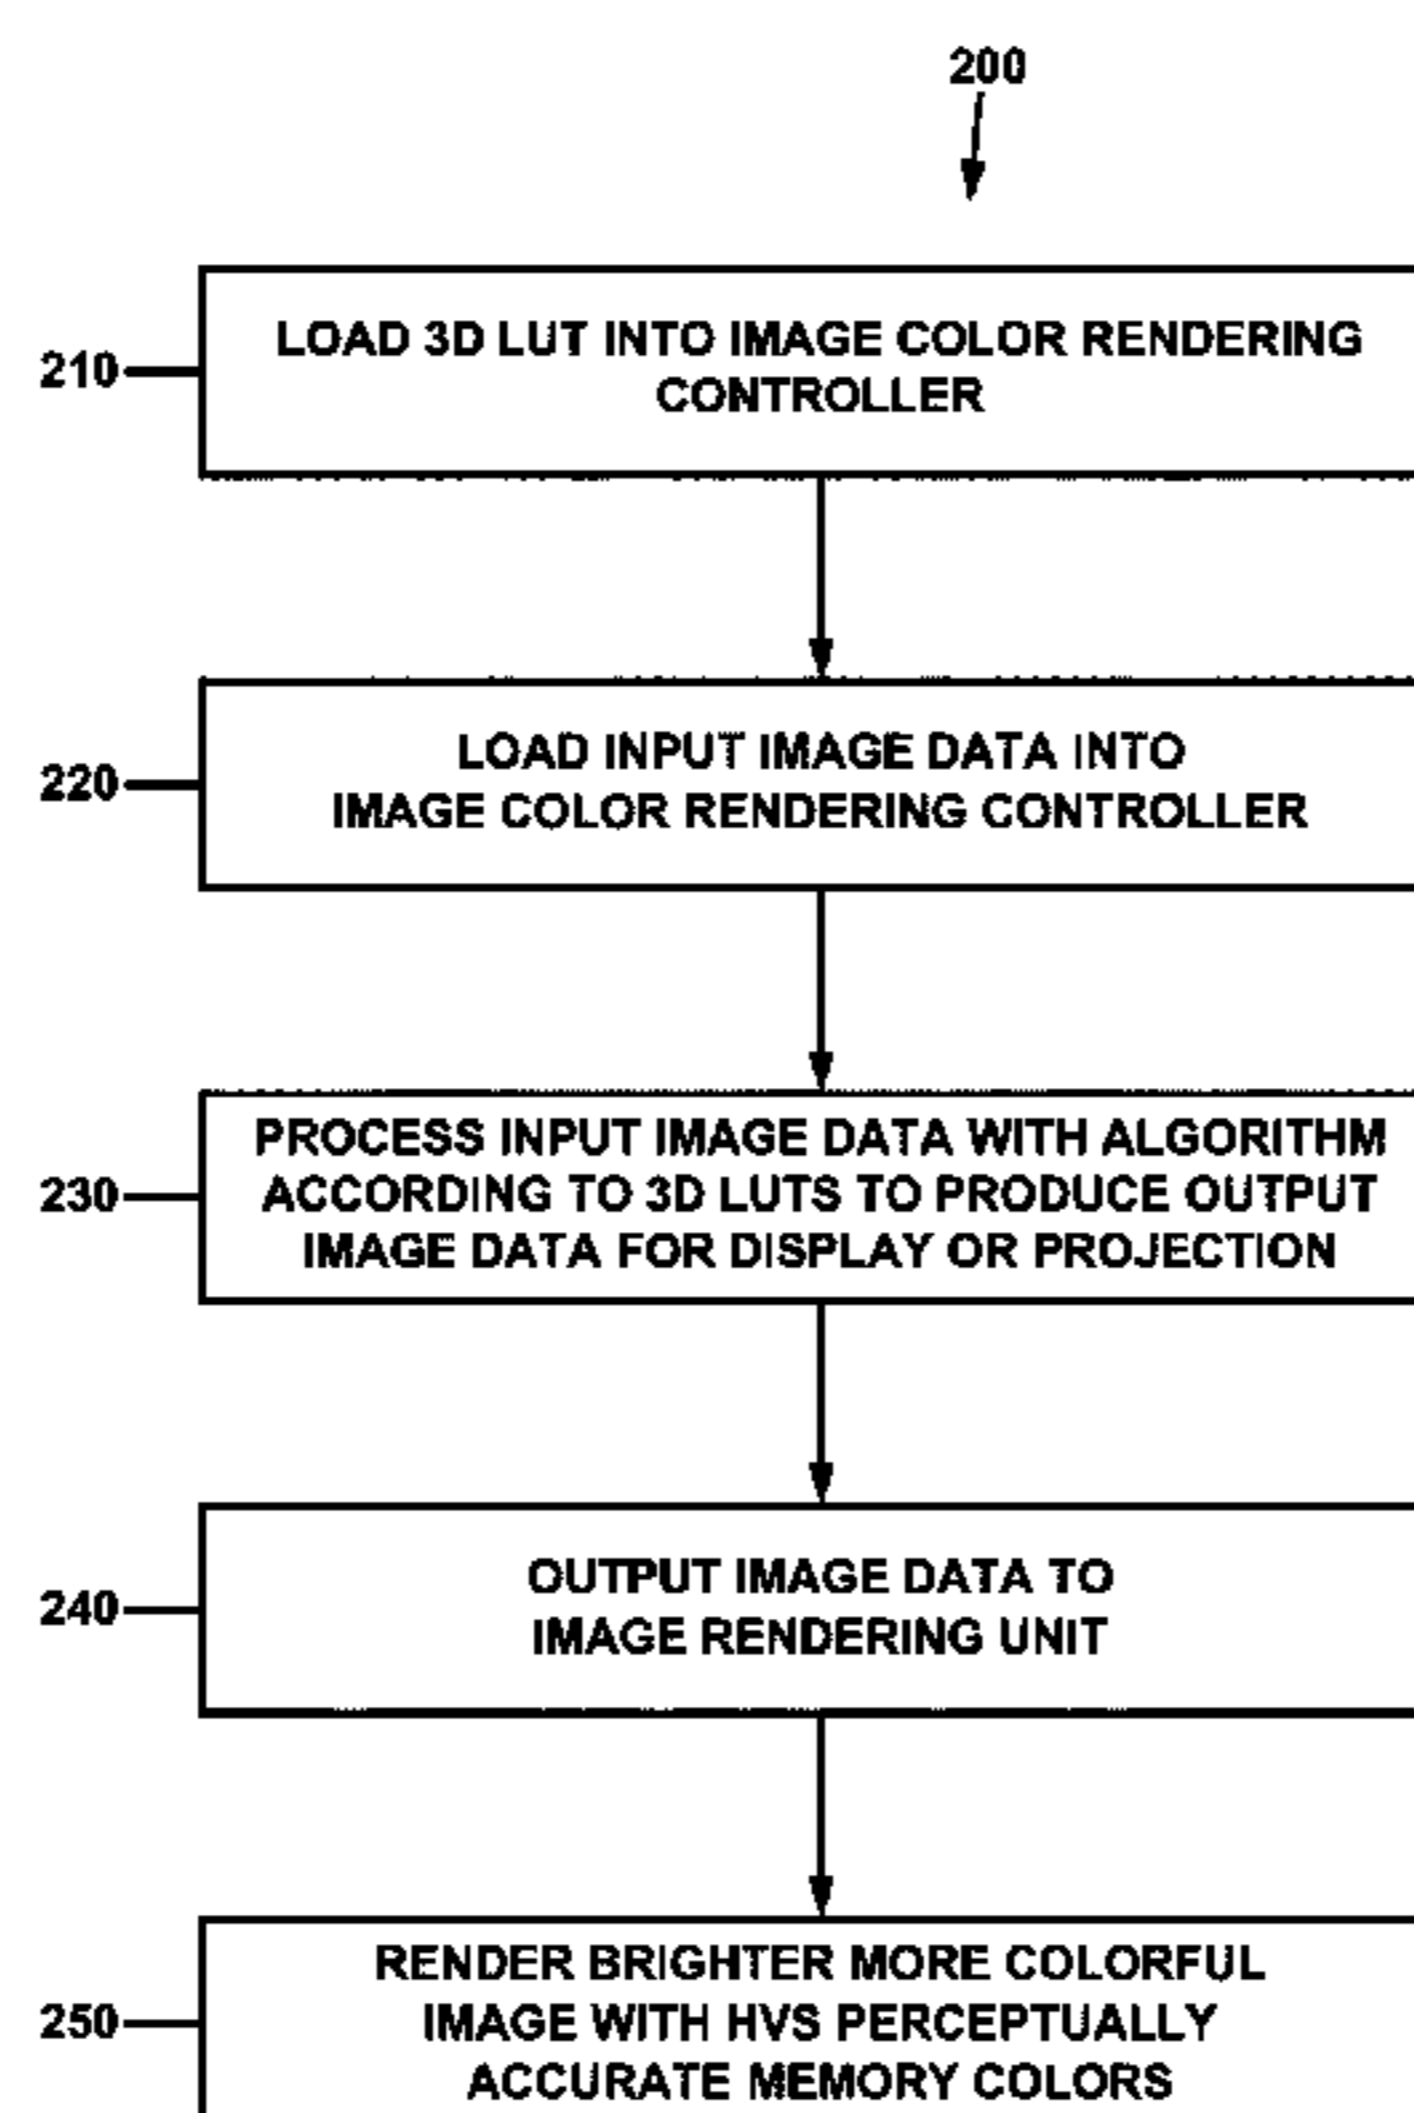 200
210
LOAD 3D LUT INTO IMAGE COLOR RENDERING
CONTROLLER
220
LOAD INPUT IMAGE DATA INTO
IMAGE COLOR RENDERING CONTROLLER
230
PROCESS INPUT IMAGE DATA WITH ALGORITHM
ACCORDING TO 3D LUTS TO PRODUCE OUTPUT
IMAGE DATA FOR DISPLAY OR PROJECTION
240
OUTPUT IMAGE DATA TO
IMAGE RENDERING UNIT
250
RENDER BRIGHTER MORE COLORFUL
IMAGE WITH HVS PERCEPTUALLY
ACCURATE MEMORY COLORS